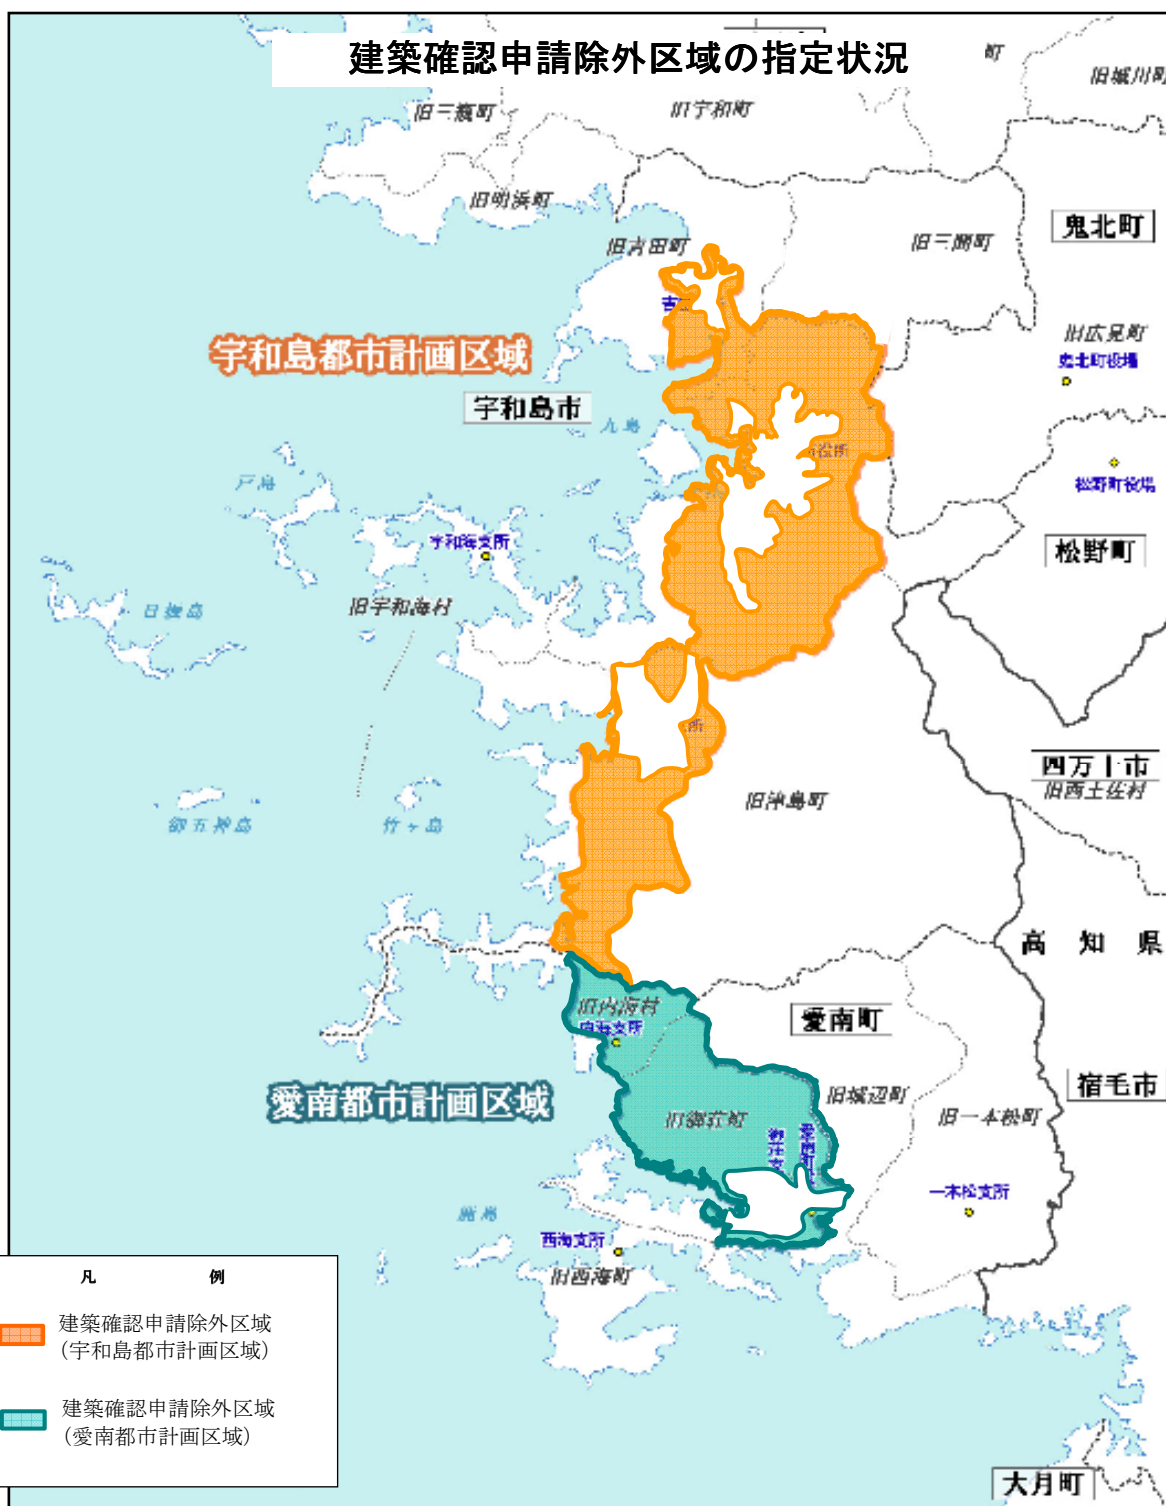 建築確認申請除外区域の指定状況
町
旧城川町
旧三瓶町
旧宇和町
旧明浜町
鬼北町
旧吉田町
旧三間町
旧広見町
宇和島都市計画区域
鬼北町役場
宇和島市
九島
役所
戸島
松野町役場
宇和海支所
松野町
日振島
旧宇和海村
所
四万十市
旧西土佐村
旧津島町
御五神島
竹ヶ島
高知県
旧内海村
内海支所
愛南町
宿毛市
愛南都市計画区域
旧城辺町
旧御荘町
旧一本松町
一本松支所
鹿島
西海支所
旧西海町
凡例
建築確認申請除外区域
(宇和島都市計画区域)
建築確認申請除外区域
(愛南都市計画区域)
大月町